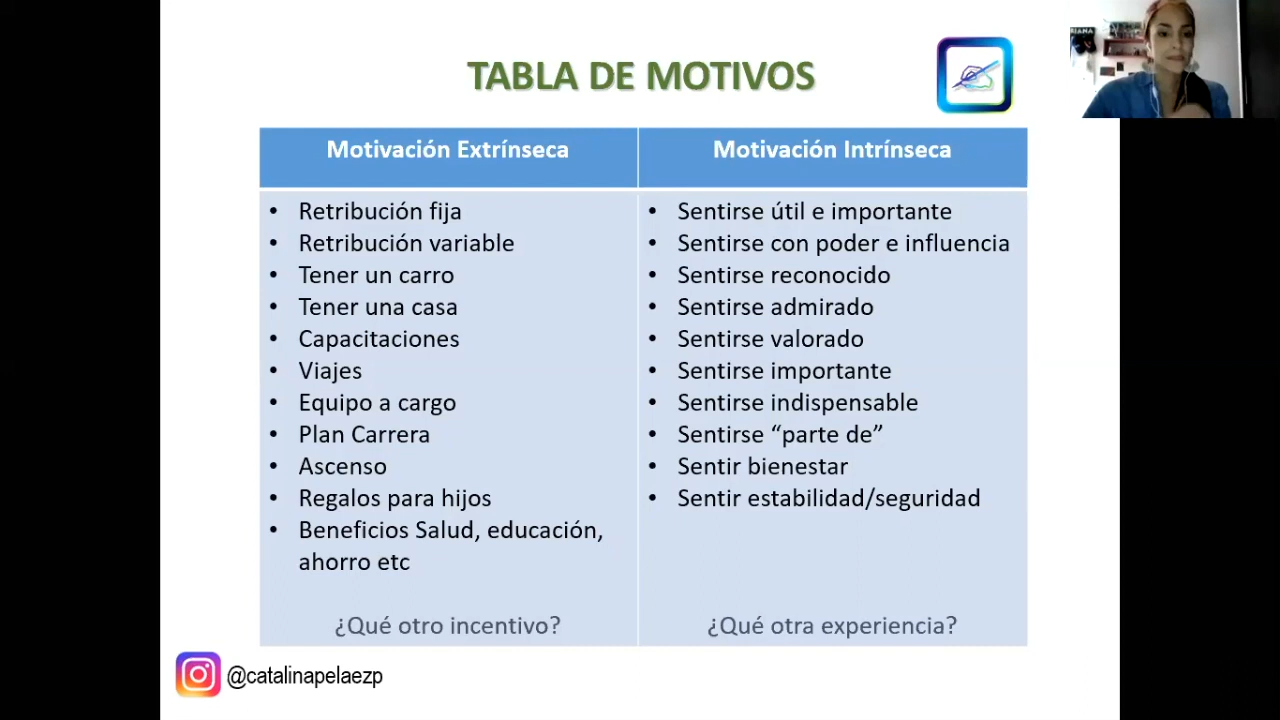 TABLA DE MOTIVOS
Motivación Extrínseca
• Retribución fija
• Retribución variable
• Tener un carro
• Tener una casa
• Capacitaciones
• Viajes
• Equipo a cargo
• Plan Carrera
• Ascenso
• Regalos para hijos
• Beneficios Salud, educación,
ahorro etc
¿Qué otro incentivo?
Motivación Intrínseca
• Sentirse útil e importante
• Sentirse con poder e influencia
• Sentirse reconocido
• Sentirse admirado
• Sentirse valorado
• Sentirse importante
• Sentirse indispensable
• Sentirse “parte de”
• Sentir bienestar
• Sentir estabilidad/seguridad
¿Qué otra experiencia?
@catalinapelaezp